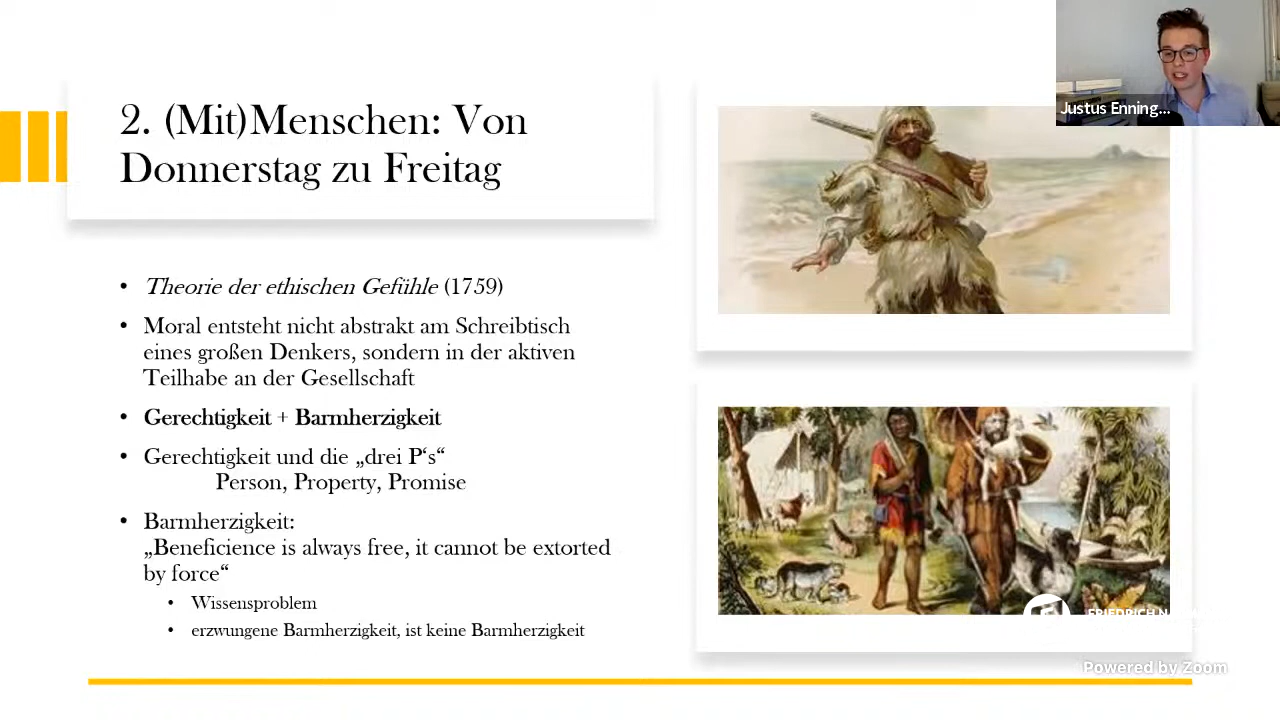 Justus Enning...
2. (Mit)Menschen: Von
Donnerstag zu Freitag
• Theorie der ethischen Gefühle (1759)
• Moral entsteht nicht abstrakt am Schreibtisch
eines großen Denkers, sondern in der aktiven
Teilhabe an der Gesellschaft
• Gerechtigkeit + Barmherzigkeit
• Gerechtigkeit und die „drei P‘s“
Person, Property, Promise
• Barmherzigkeit:
„Beneficience is always free, it cannot be extorted
by force“
• Wissensproblem
• erzwungene Barmherzigkeit, ist keine Barmherzigkeit
FRIEDRICH
Powered by Zoom